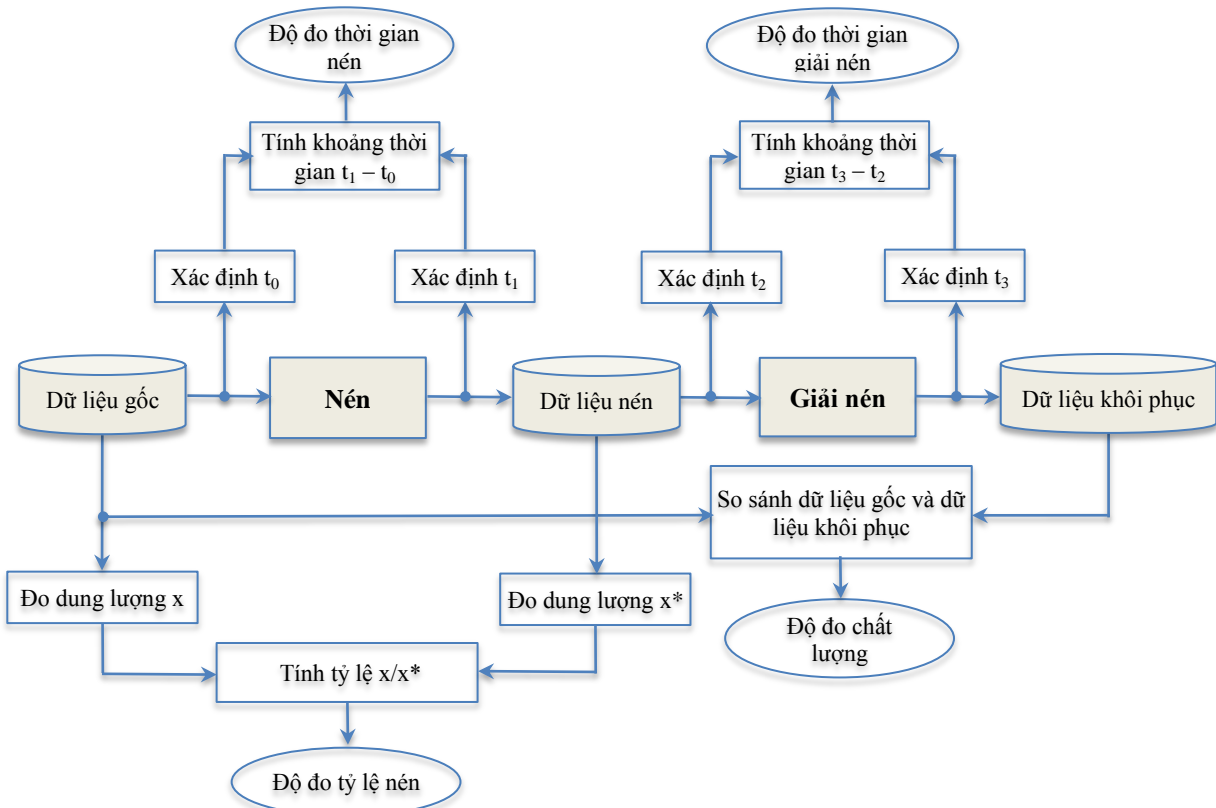 Độ đo thời gian
nén
Độ đo thời gian
giải nén
Tính khoảng thời
gian t₁ – t₀
Tính khoảng thời
gian t₃ – t₂
Xác định t₀
Xác định t₁
Xác định t₂
Xác định t₃
Dữ liệu gốc
Nén
Dữ liệu nén
Giải nén
Dữ liệu khôi phục
So sánh dữ liệu gốc và dữ
liệu khôi phục
Đo dung lượng x
Đo dung lượng x*
Độ đo chất
lượng
Tính tỷ lệ x/x*
Độ đo tỷ lệ nén